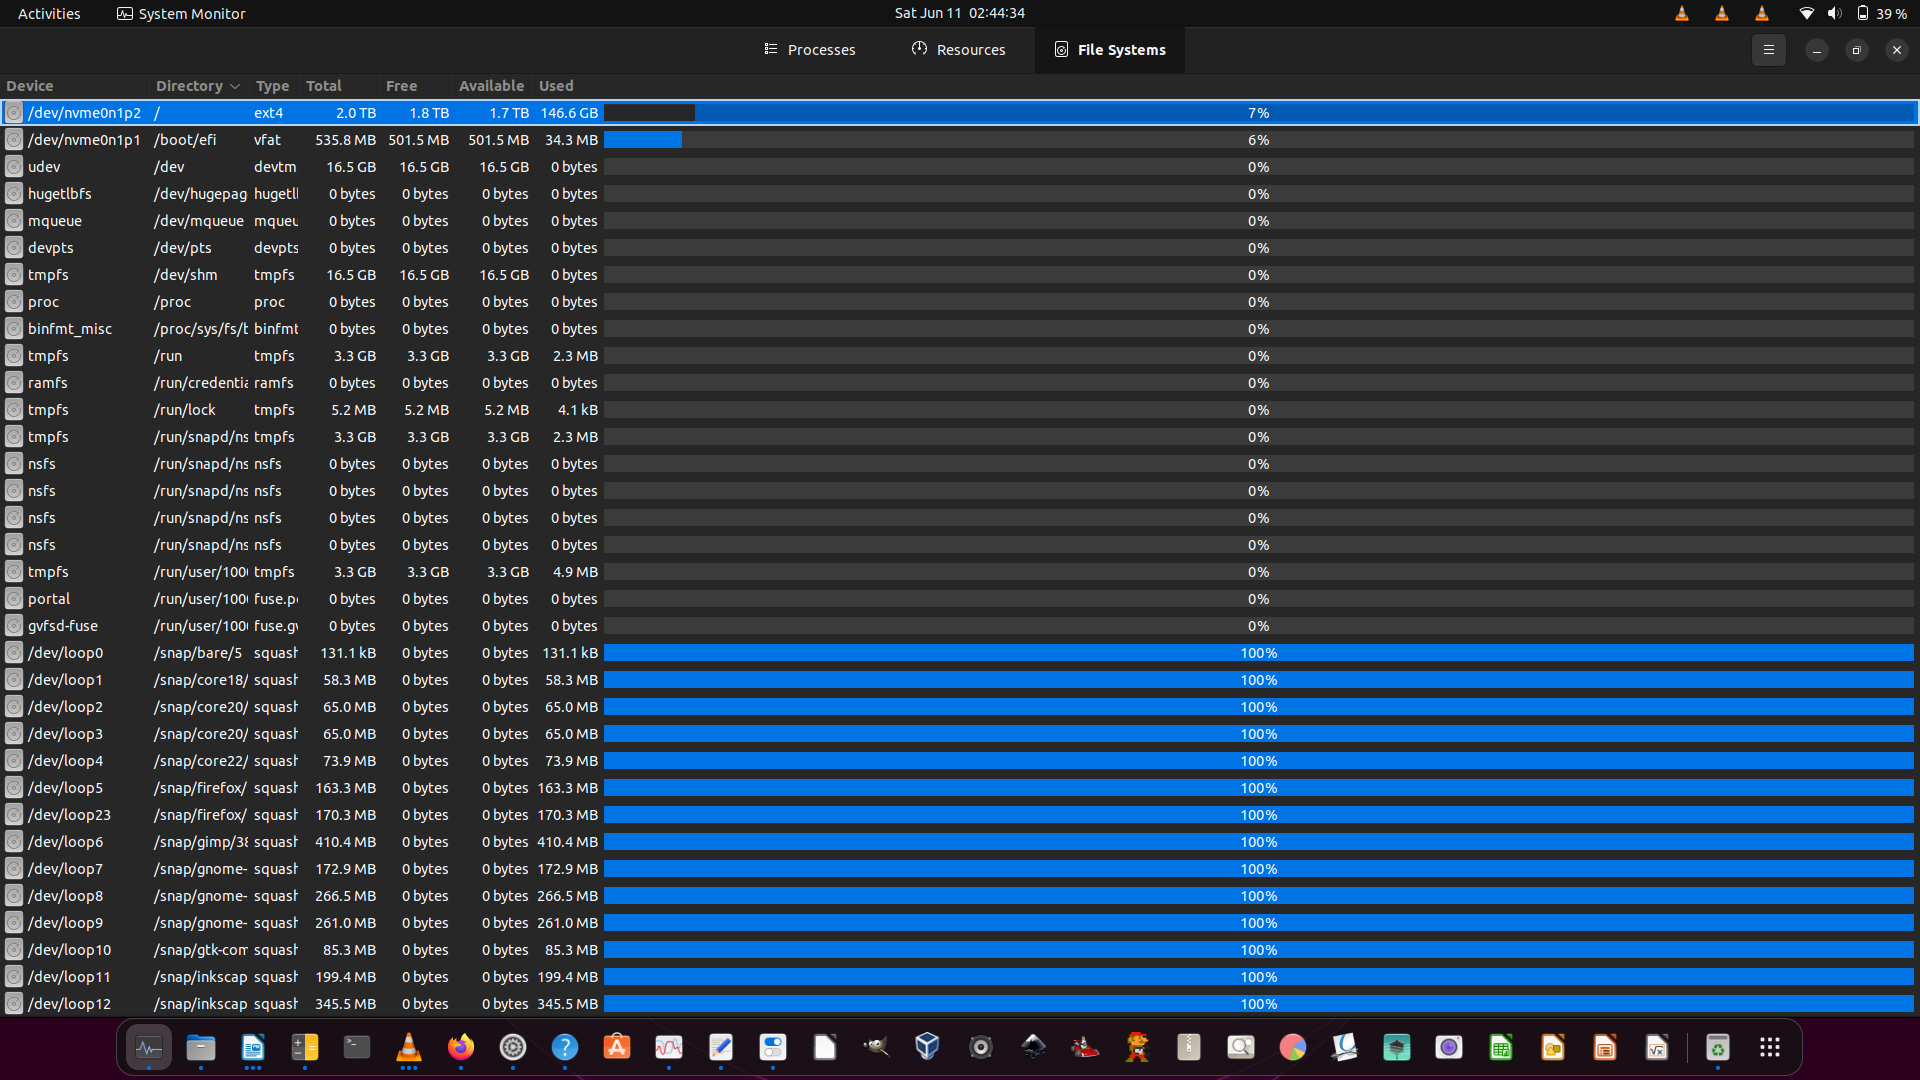 Activities System Monitor Sat Jun 11 02:44:34 39 %
Processes Resources File Systems
Device Directory Type Total Free Available Used
/dev/nvme0n1p2 / ext4 2.0 TB 1.8 TB 1.7 TB 146.6 GB 7%
/dev/nvme0n1p1 /boot/efi vfat 535.8 MB 501.5 MB 501.5 MB 34.3 MB 6%
udev /dev devtm 16.5 GB 16.5 GB 16.5 GB 0 bytes 0%
hugetlbfs /dev/hugepag hugetl 0 bytes 0 bytes 0 bytes 0 bytes 0%
mqueue /dev/mqueue mqueu 0 bytes 0 bytes 0 bytes 0 bytes 0%
devpts /dev/pts devpts 0 bytes 0 bytes 0 bytes 0 bytes 0%
tmpfs /dev/shm tmpfs 16.5 GB 16.5 GB 16.5 GB 0 bytes 0%
proc /proc proc 0 bytes 0 bytes 0 bytes 0 bytes 0%
binfmt_misc /proc/sys/fs/b binfmt 0 bytes 0 bytes 0 bytes 0 bytes 0%
tmpfs /run tmpfs 3.3 GB 3.3 GB 3.3 GB 2.3 MB 0%
ramfs /run/credentia ramfs 0 bytes 0 bytes 0 bytes 0 bytes 0%
tmpfs /run/lock tmpfs 5.2 MB 5.2 MB 5.2 MB 4.1 kB 0%
tmpfs /run/snapd/ns tmpfs 3.3 GB 3.3 GB 3.3 GB 2.3 MB 0%
nsfs /run/snapd/ns nsfs 0 bytes 0 bytes 0 bytes 0 bytes 0%
nsfs /run/snapd/ns nsfs 0 bytes 0 bytes 0 bytes 0 bytes 0%
nsfs /run/snapd/ns nsfs 0 bytes 0 bytes 0 bytes 0 bytes 0%
nsfs /run/snapd/ns nsfs 0 bytes 0 bytes 0 bytes 0 bytes 0%
tmpfs /run/user/100 tmpfs 3.3 GB 3.3 GB 3.3 GB 4.9 MB 0%
portal /run/user/100 fuse.p 0 bytes 0 bytes 0 bytes 0 bytes 0%
gvfsd-fuse /run/user/100 fuse.gv 0 bytes 0 bytes 0 bytes 0 bytes 0%
/dev/loop0 /snap/bare/5 squash 131.1 kB 0 bytes 0 bytes 131.1 kB 100%
/dev/loop1 /snap/core18/ squash 58.3 MB 0 bytes 0 bytes 58.3 MB 100%
/dev/loop2 /snap/core20/ squash 65.0 MB 0 bytes 0 bytes 65.0 MB 100%
/dev/loop3 /snap/core20/ squash 65.0 MB 0 bytes 0 bytes 65.0 MB 100%
/dev/loop4 /snap/core22/ squash 73.9 MB 0 bytes 0 bytes 73.9 MB 100%
/dev/loop5 /snap/firefox/ squash 163.3 MB 0 bytes 0 bytes 163.3 MB 100%
/dev/loop23 /snap/firefox/ squash 170.3 MB 0 bytes 0 bytes 170.3 MB 100%
/dev/loop6 /snap/gimp/38 squash 410.4 MB 0 bytes 0 bytes 410.4 MB 100%
/dev/loop7 /snap/gnome- squash 172.9 MB 0 bytes 0 bytes 172.9 MB 100%
/dev/loop8 /snap/gnome- squash 266.5 MB 0 bytes 0 bytes 266.5 MB 100%
/dev/loop9 /snap/gnome- squash 261.0 MB 0 bytes 0 bytes 261.0 MB 100%
/dev/loop10 /snap/gtk-com squash 85.3 MB 0 bytes 0 bytes 85.3 MB 100%
/dev/loop11 /snap/inkscap squash 199.4 MB 0 bytes 0 bytes 199.4 MB 100%
/dev/loop12 /snap/inkscap squash 345.5 MB 0 bytes 0 bytes 345.5 MB 100%